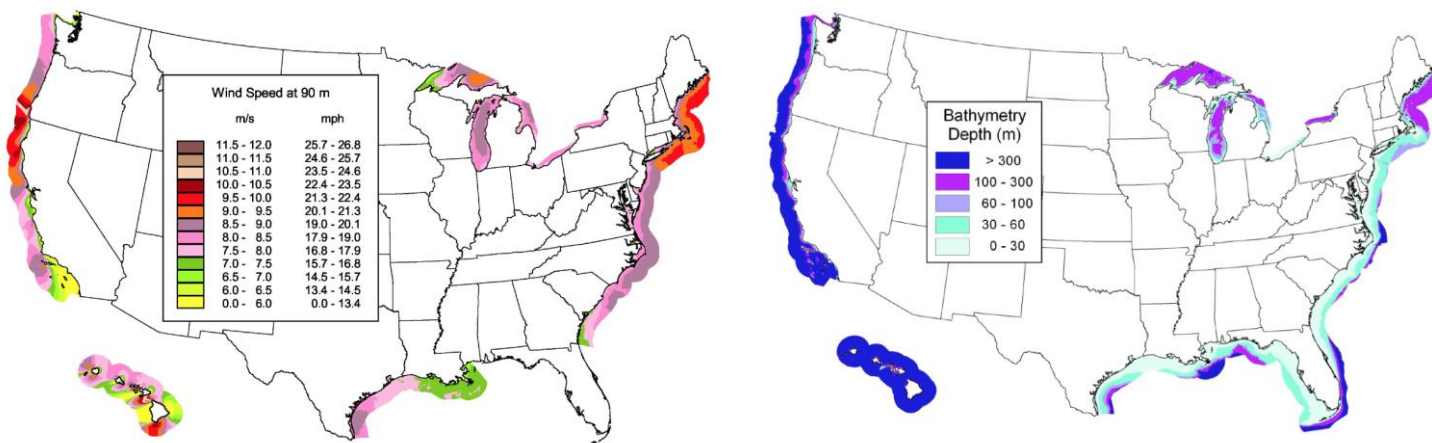 Wind Speed at 90 m
m/s mph
11.5 - 12.0 25.7 - 26.8
11.0 - 11.5 24.6 - 25.7
10.5 - 11.0 23.5 - 24.6
10.0 - 10.5 22.4 - 23.5
9.5 - 10.0 21.3 - 22.4
9.0 - 9.5 20.1 - 21.3
8.5 - 9.0 19.0 - 20.1
8.0 - 8.5 17.9 - 19.0
7.5 - 8.0 16.8 - 17.9
7.0 - 7.5 15.7 - 16.8
6.5 - 7.0 14.5 - 15.7
6.0 - 6.5 13.4 - 14.5
0.0 - 6.0 0.0 - 13.4
Bathymetry
Depth (m)
> 300
100 - 300
60 - 100
30 - 60
0 - 30